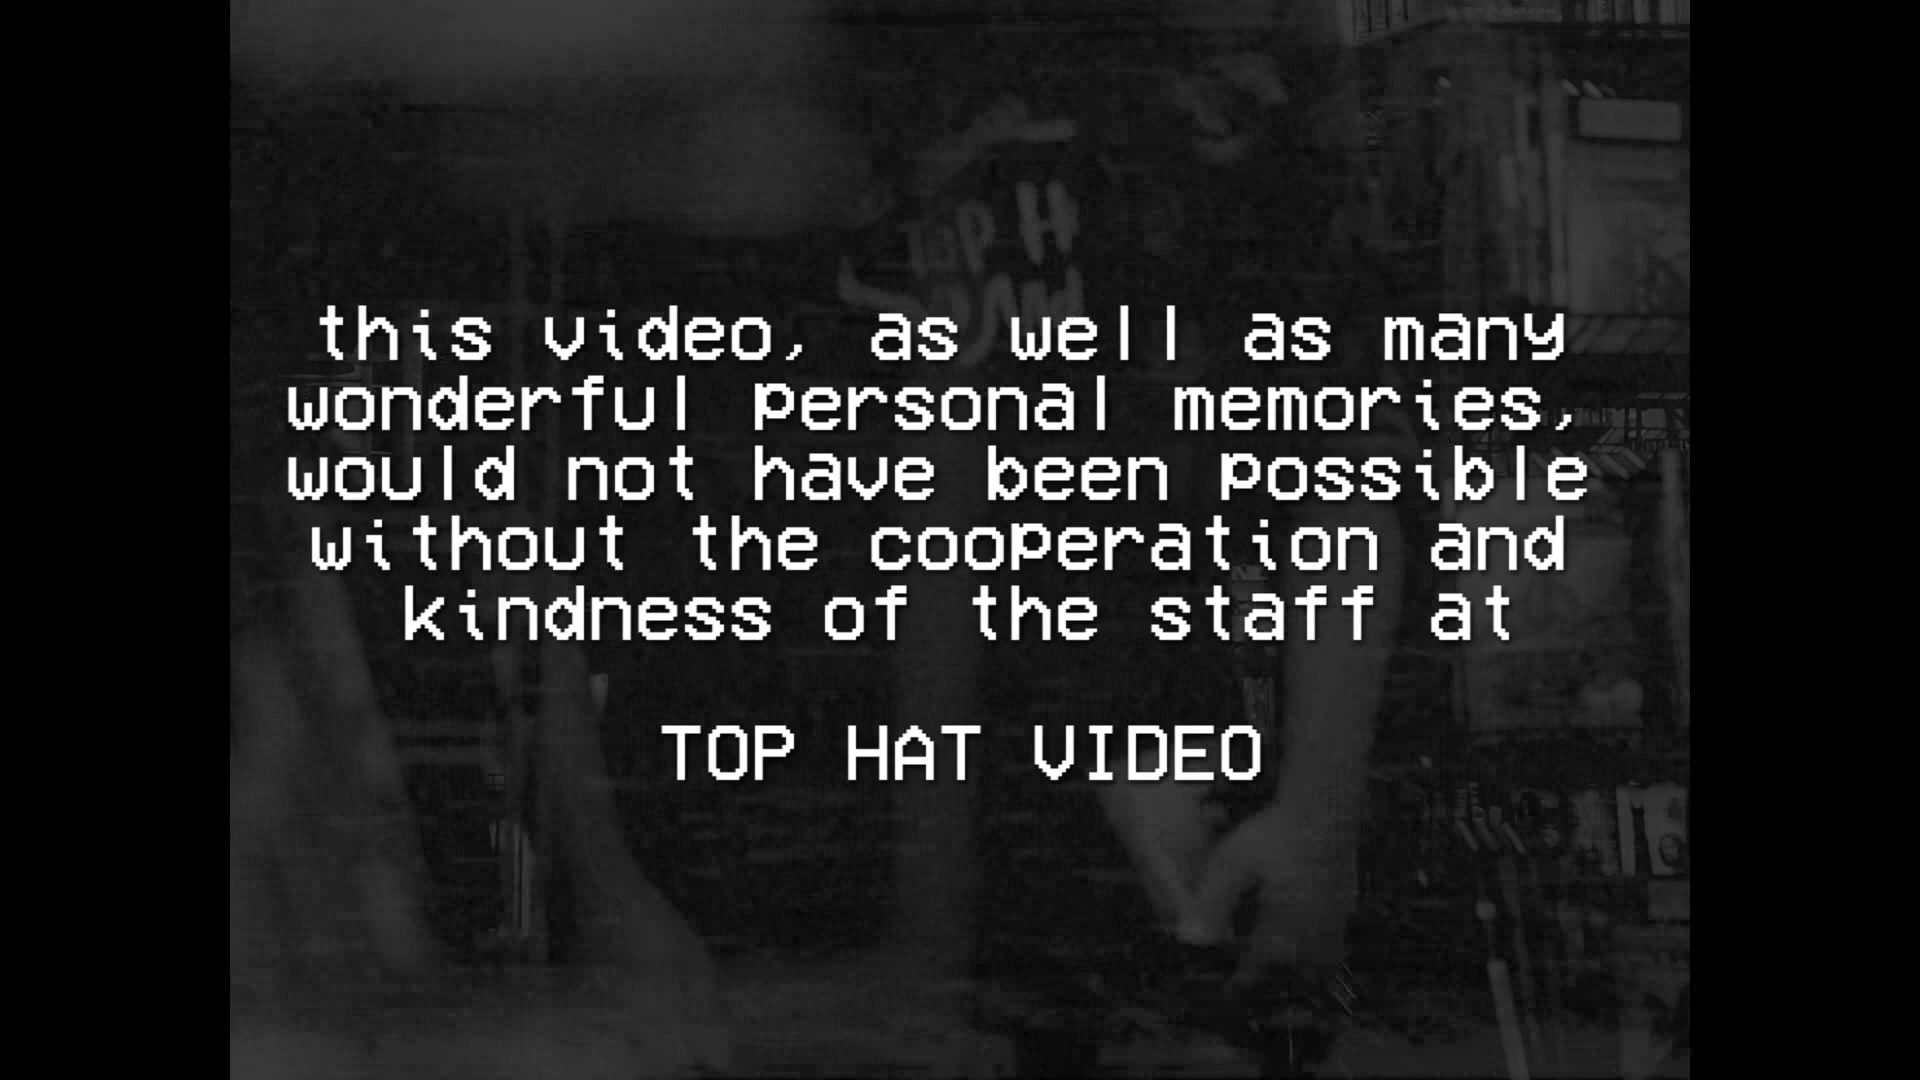 TOP H
this video, as well as many
wonderful personal memories,
would not have been possible
without the cooperation and
kindness of the staff at
TOP HAT VIDEO